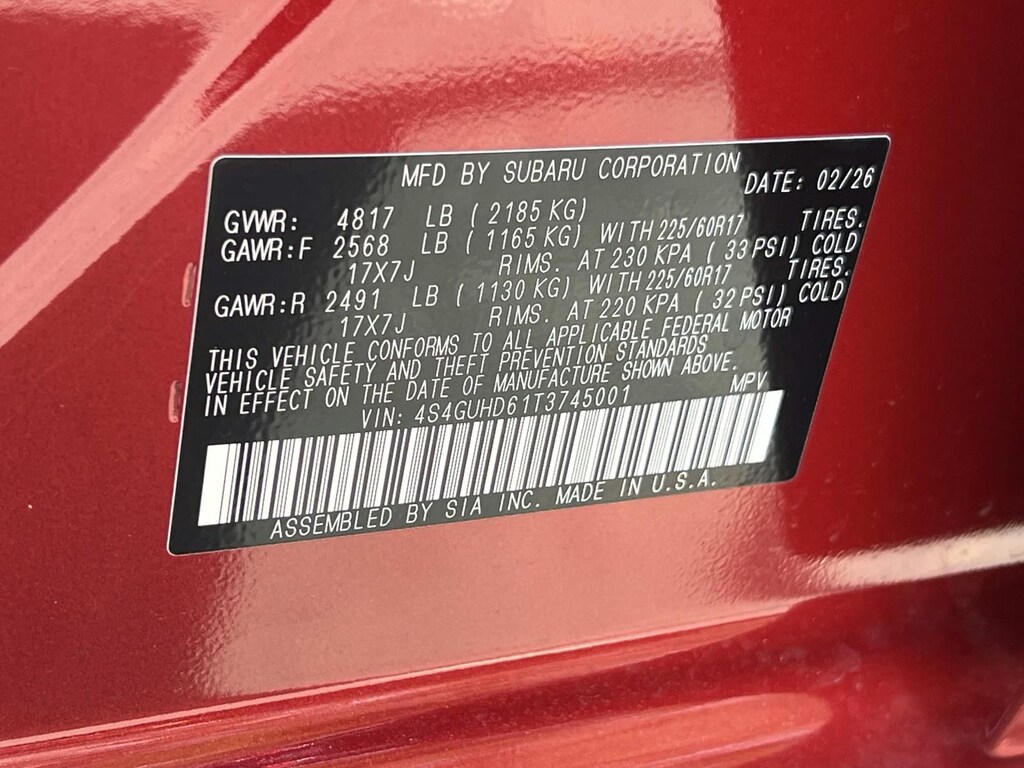 MFD BY SUBARU CORPORATION DATE: 02/26
GVWR: 4817 LB ( 2185 KG)
GAWR:F 2568 LB ( 1165 KG) WITH 225/60R17 TIRES.
17X7J RIMS. AT 230 KPA ( 33 PSI) COLD
GAWR:R 2491 LB ( 1130 KG) WITH 225/60R17 TIRES.
17X7J RIMS. AT 220 KPA ( 32 PSI) COLD
THIS VEHICLE CONFORMS TO ALL APPLICABLE FEDERAL MOTOR
VEHICLE SAFETY AND THEFT PREVENTION STANDARDS
IN EFFECT ON THE DATE OF MANUFACTURE SHOWN ABOVE.
VIN: 4S4GUHD61T3745001 MPV
ASSEMBLED BY SIA INC. MADE IN U.S.A.